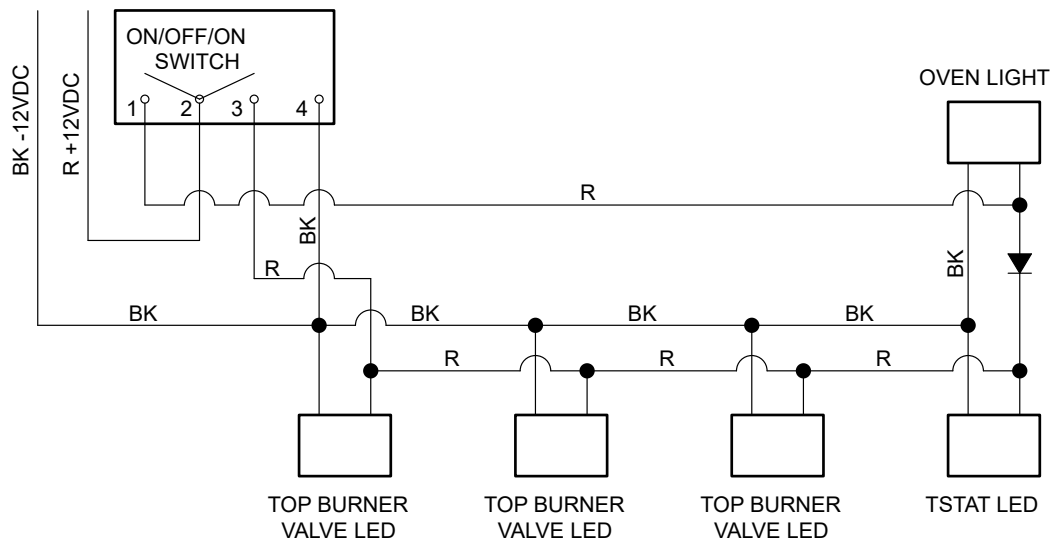 BK -12VDC
R +12VDC
ON/OFF/ON
SWITCH
1 2 3 4
OVEN LIGHT
R
BK
R
BK
BK
BK
BK
BK
R
R
R
TOP BURNER
VALVE LED
TOP BURNER
VALVE LED
TOP BURNER
VALVE LED
TSTAT LED